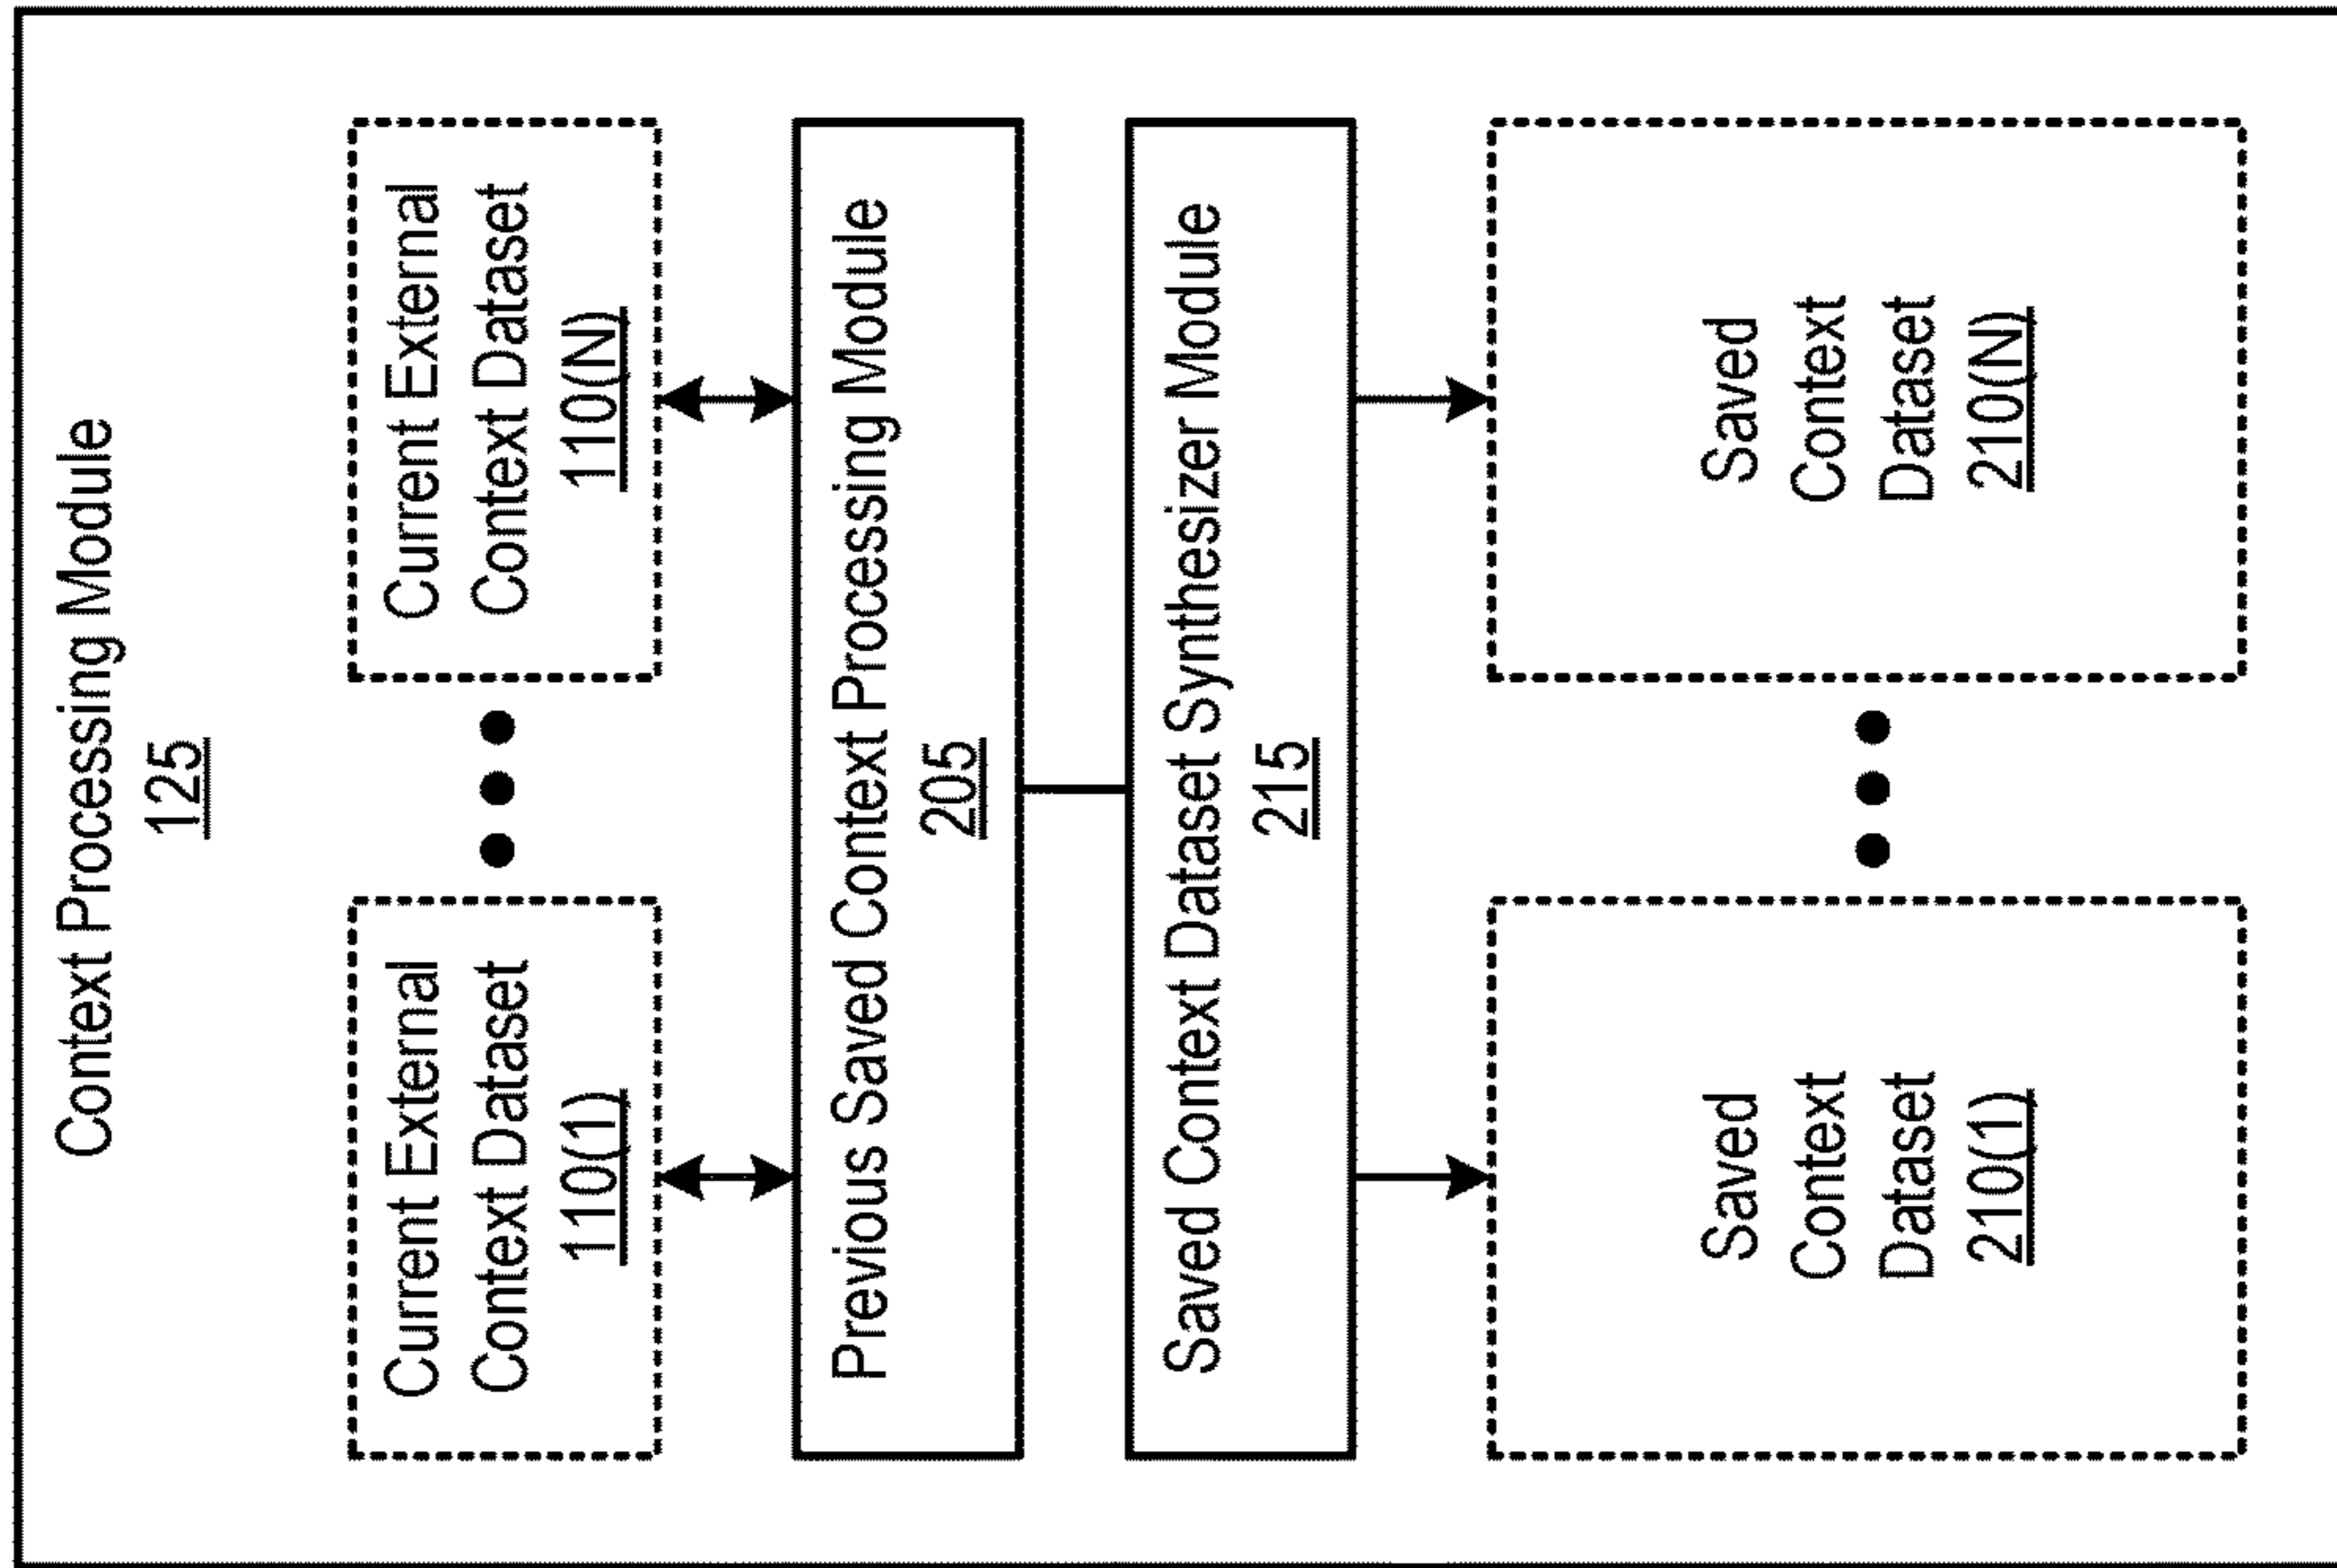 Context Processing Module
125
Current External
Context Dataset
110(1)
Current External
Context Dataset
110(N)
Previous Saved Context Processing Module
205
Saved Context Dataset Synthesizer Module
215
Saved
Context
Dataset
210(1)
Saved
Context
Dataset
210(N)